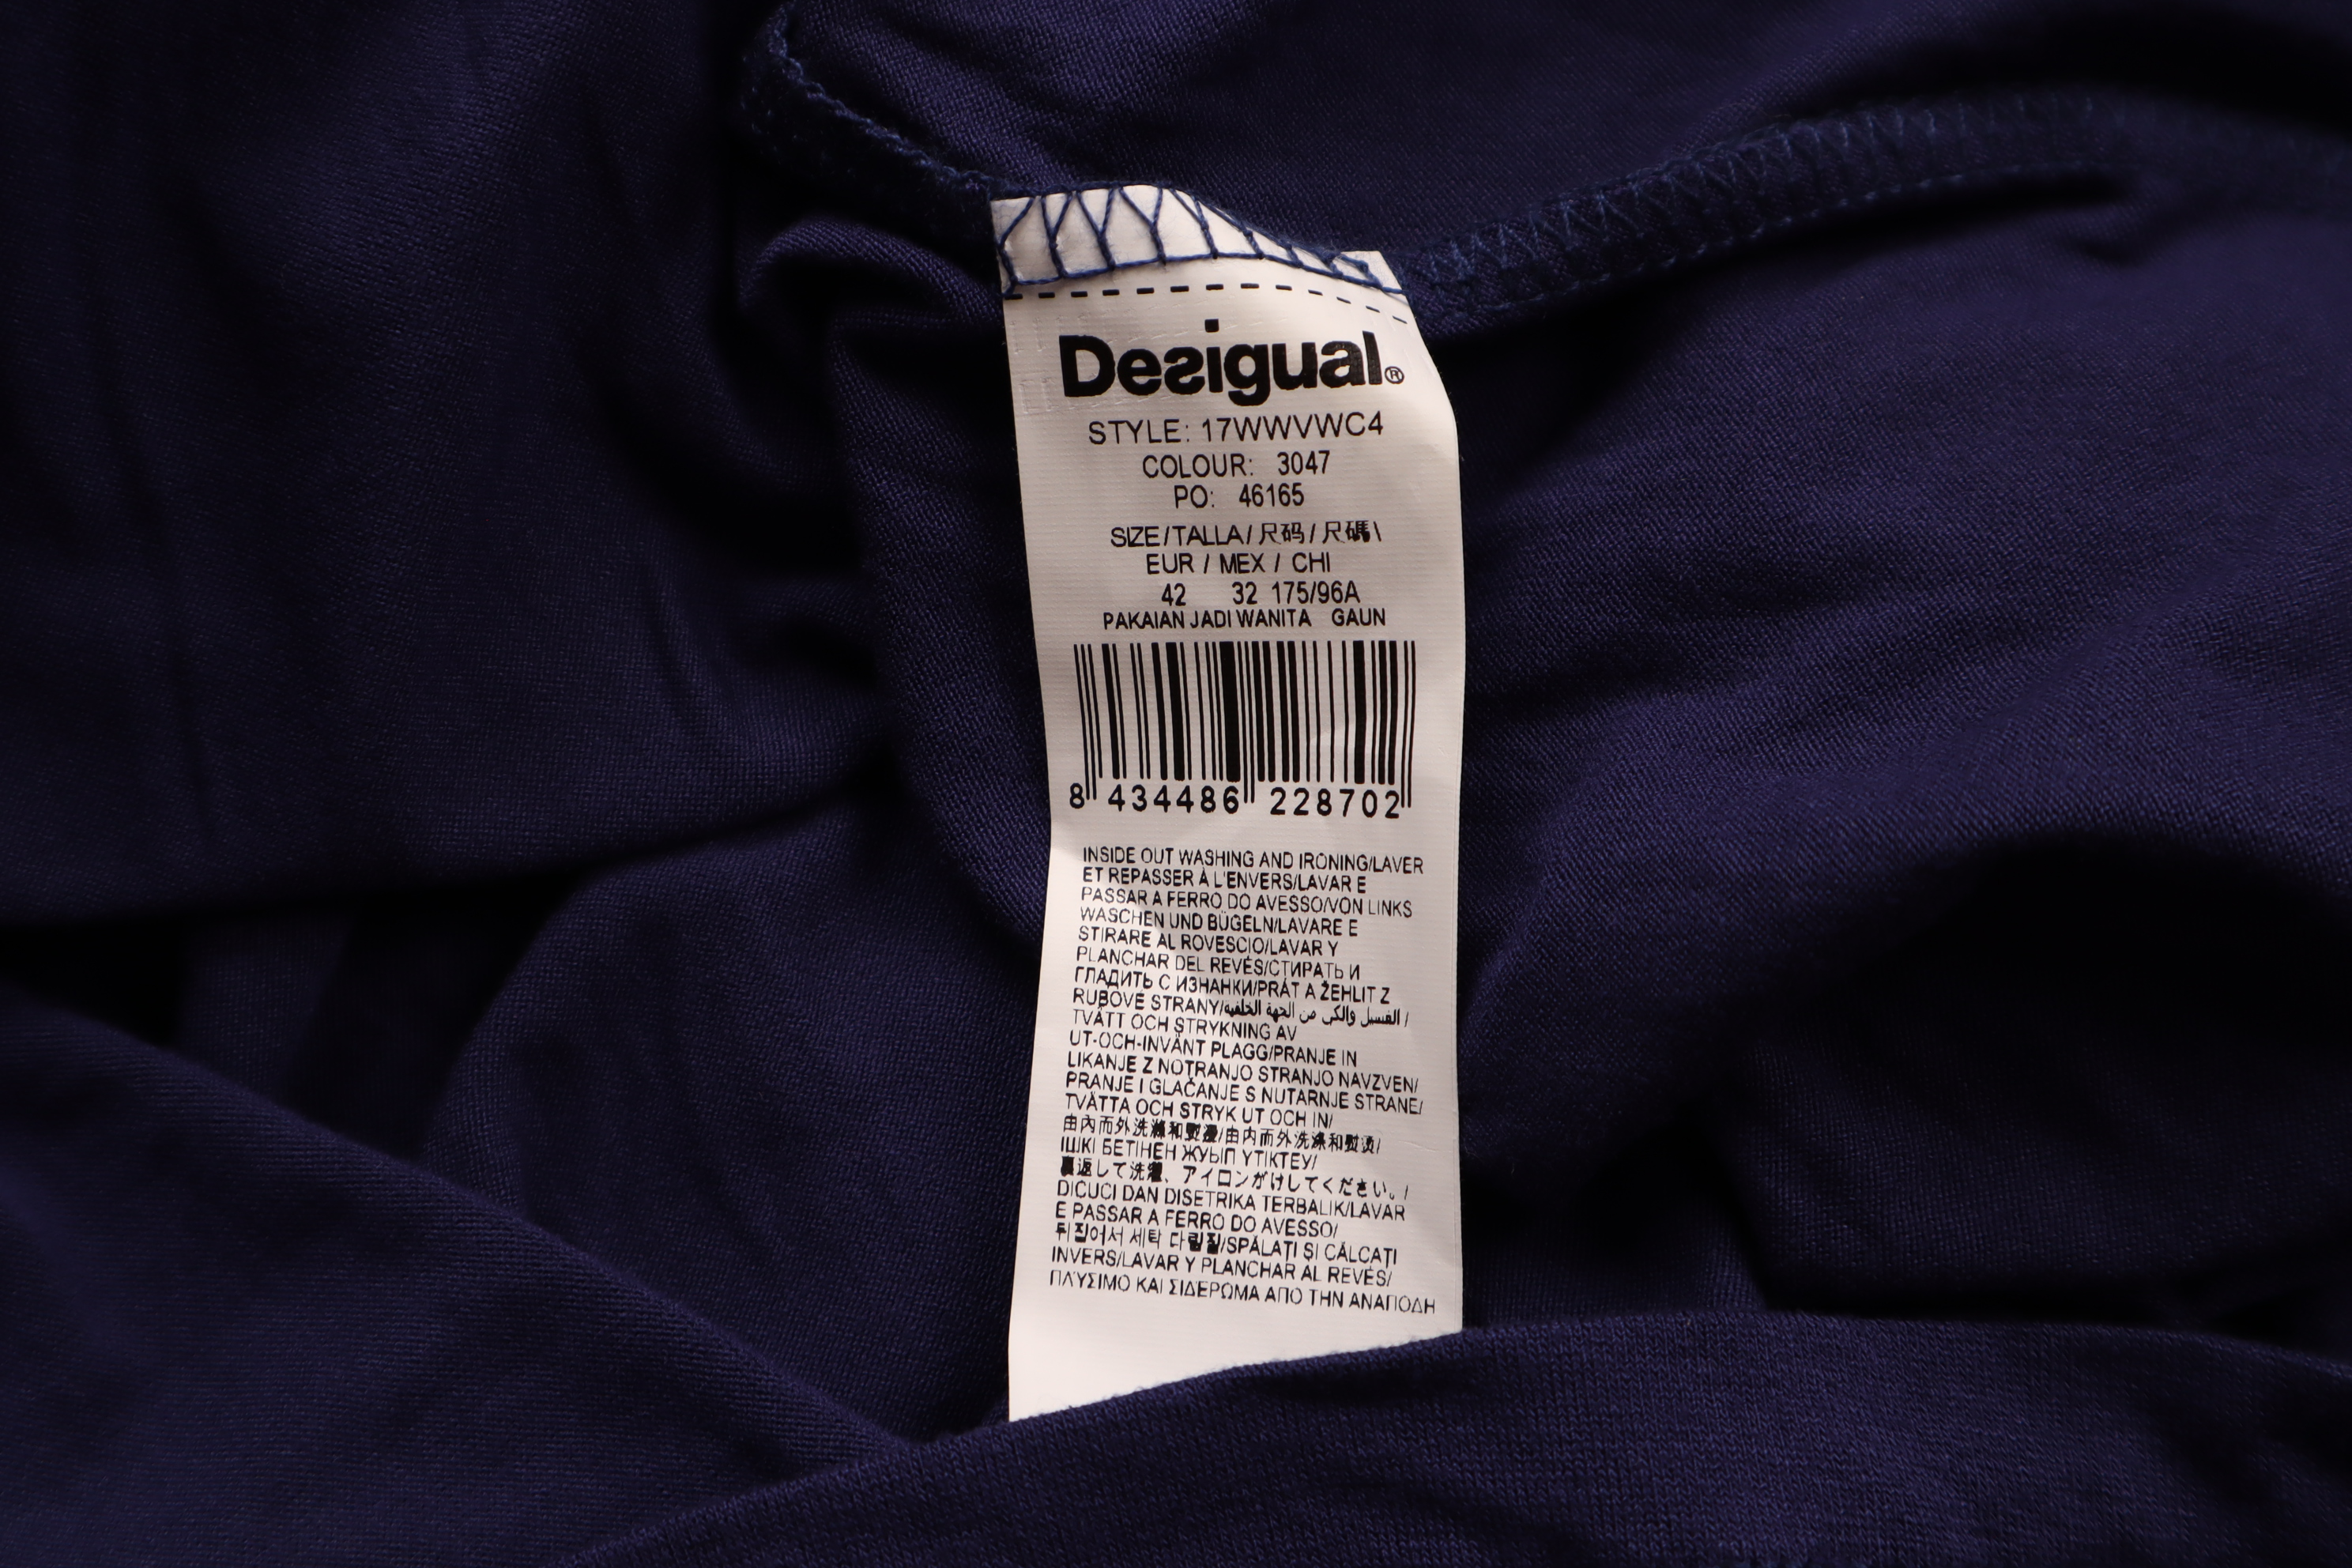 Desigual®
STYLE: 17WWVWC4
COLOUR: 3047
PO: 46165
SIZE/TALLA/尺码/尺碼\
EUR / MEX / CHI
42 32 175/96A
PAKAIAN JADI WANITA GAUN
8 434486 228702
INSIDE OUT WASHING AND IRONING/LAVER
ET REPASSER À L'ENVERS/LAVAR E
PASSAR A FERRO DO AVESSO/VON LINKS
WASCHEN UND BÜGELN/LAVARE E
STIRARE AL ROVESCIO/LAVAR Y
PLANCHAR DEL REVÉS/СТИРАТЬ И
ГЛАДИТЬ С ИЗНАНКИ/PRÁT A ŽEHLIT Z
RUBOVÉ STRANY/الغسيل والكي من الجهة الخلفية/
TVÄTT OCH STRYKNING AV
UT-OCH-INVÄNT PLAGG/PRANJE IN
LIKANJE Z NOTRANJO STRANJO NAVZVEN/
PRANJE I GLAČANJE S NUTARNJE STRANE/
TVÄTTA OCH STRYK UT OCH IN/
由內而外洗滌和熨燙/由内而外洗涤和熨烫/
ІШКІ БЕТІНЕН ЖУЫП ҮТІКТЕУ/
裏返して洗濯、アイロンがけしてください。/
DICUCI DAN DISETRIKA TERBALIK/LAVAR
E PASSAR A FERRO DO AVESSO/
뒤집어서 세탁 다림질/SPĂLAȚI ȘI CĂLCAȚI
INVERS/LAVAR Y PLANCHAR AL REVÉS/
ΠΛΎΣΙΜΟ ΚΑΙ ΣΙΔΈΡΩΜΑ ΑΠΌ ΤΗΝ ΑΝΆΠΟΔΗ